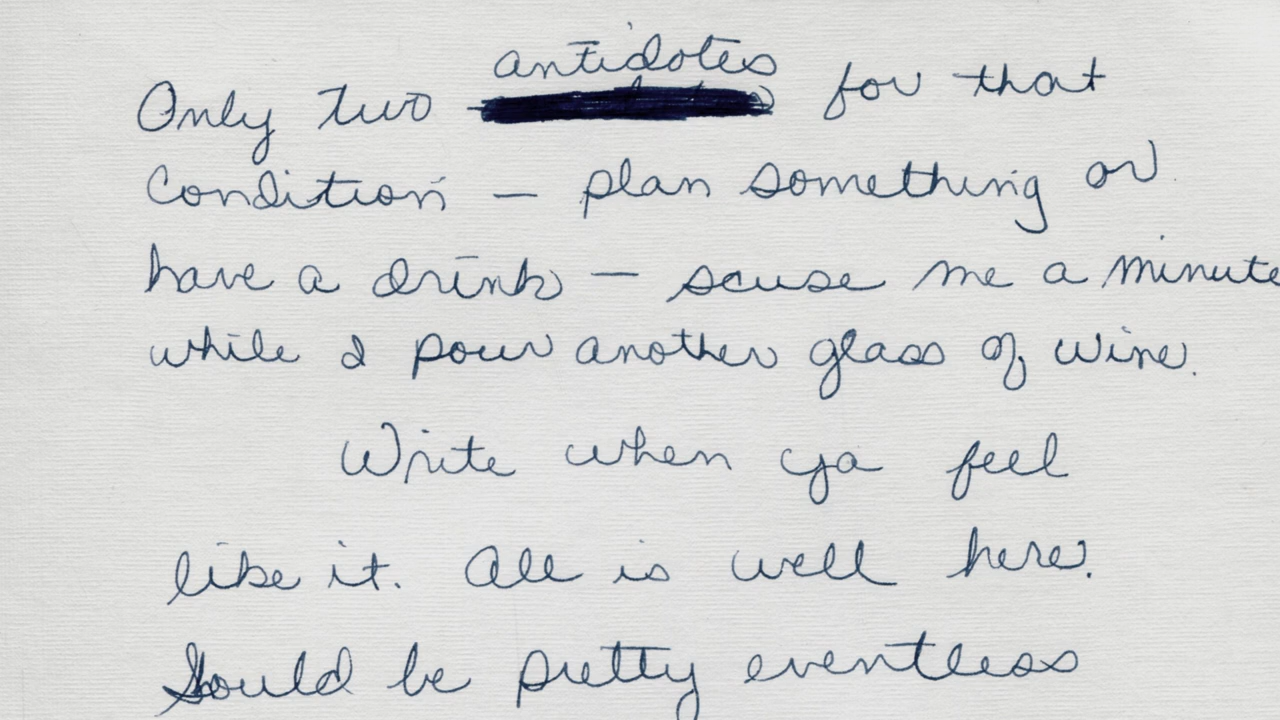 Only two antidotes for that
Condition — plan something or
have a drink — scuse me a minute
while I pour another glass of wine.
Write when ya feel
like it. All is well here.
Sould be pretty eventless